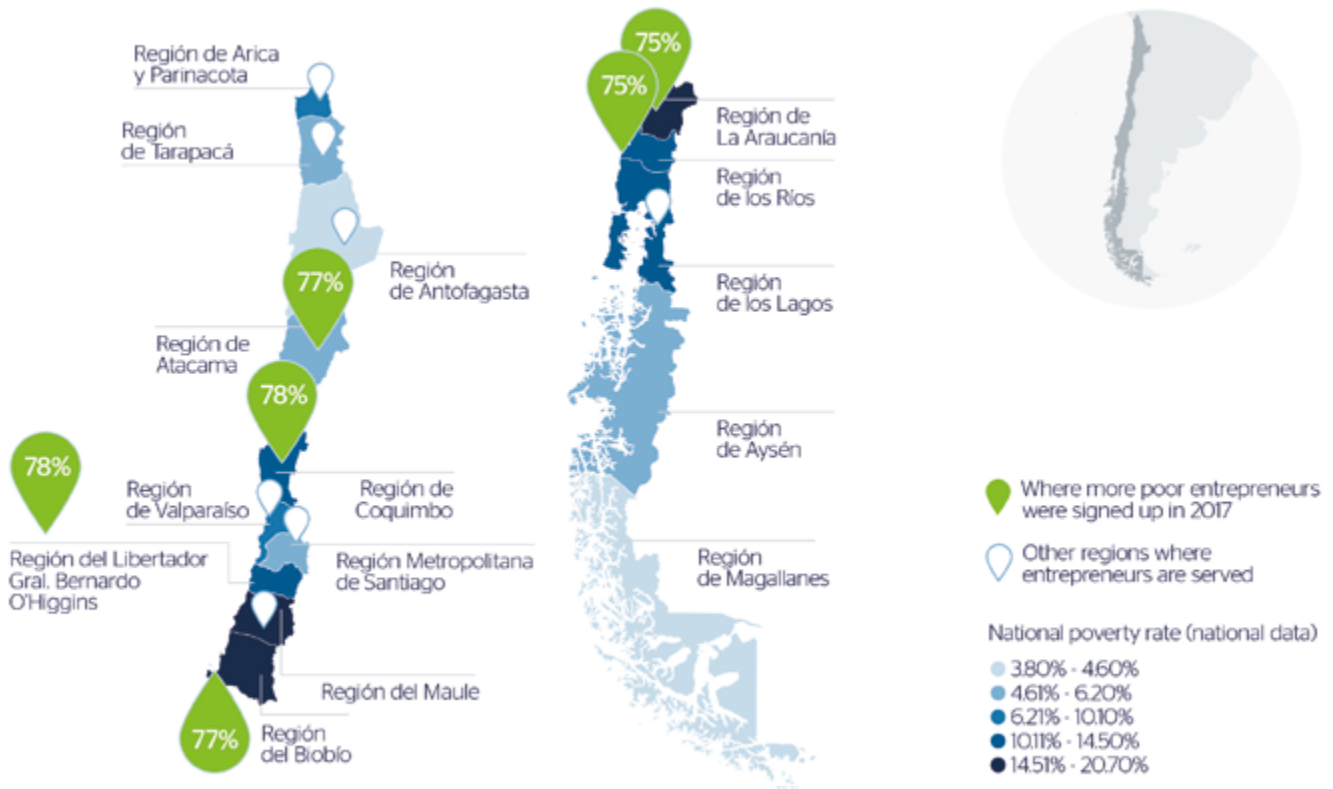 Región de Arica
y Parinacota
Región
de Tarapacá
Región
de Antofagasta
77%
Región de
Atacama
78%
78%
Región
de Valparaíso
Región de
Coquimbo
Región del Libertador
Gral. Bernardo
O'Higgins
Región Metropolitana
de Santiago
Región del Maule
77%
Región
del Biobío
75%
75%
Región de
La Araucanía
Región
de los Ríos
Región
de los Lagos
Región
de Aysén
Región
de Magallanes
Where more poor entrepreneurs
were signed up in 2017
Other regions where
entrepreneurs are served
National poverty rate (national data)
3.80% - 4.60%
4.61% - 6.20%
6.21% - 10.10%
10.11% - 14.50%
14.51% - 20.70%